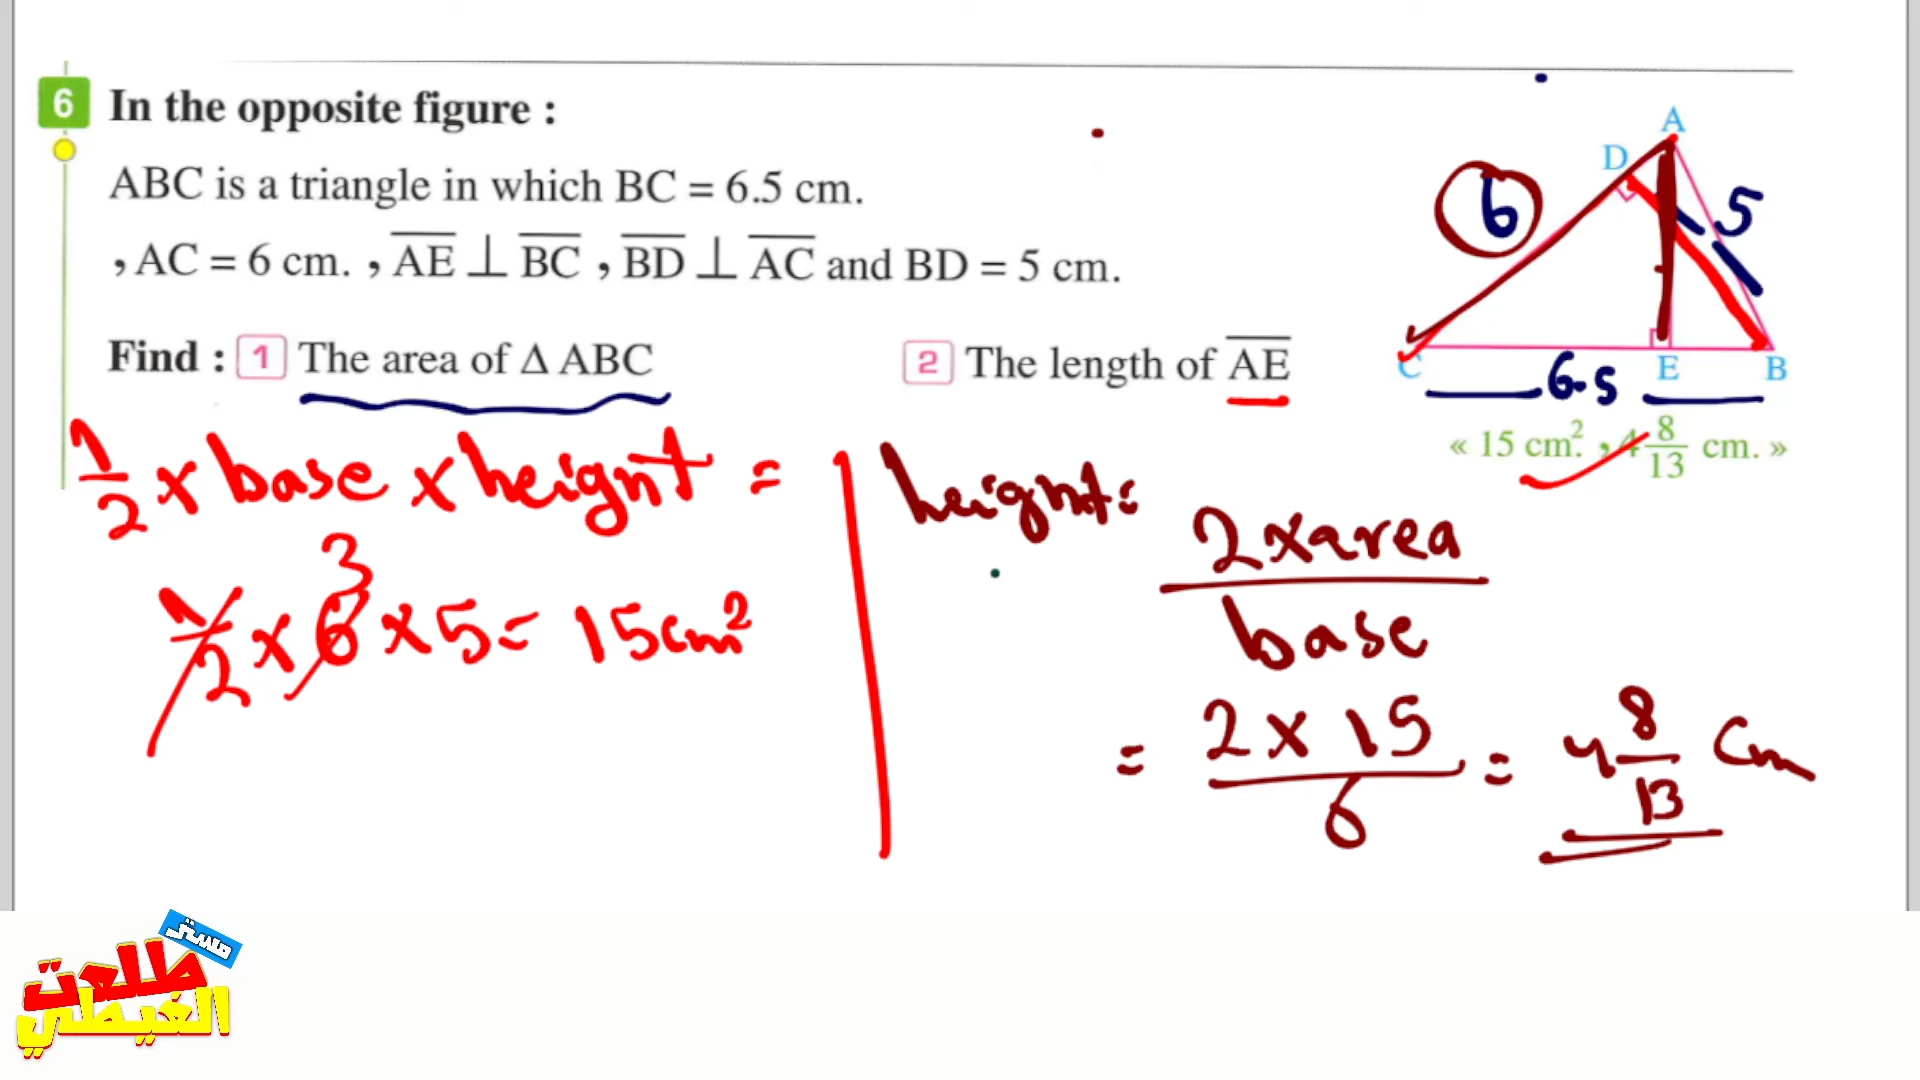 6 In the opposite figure :
ABC is a triangle in which BC = 6.5 cm.
, AC = 6 cm. , AE ⊥ BC , BD ⊥ AC and BD = 5 cm.
Find : 1 The area of Δ ABC
2 The length of AE
A
D
6
5
C
E
B
6.5
« 15 cm² , 4 8/13 cm. »
1/2 × base × height =
3
1/2 × 6 × 5 = 15 cm²
height =
2 × area / base
= 2 × 15 / 6 = 4 8/13 cm
مستر
طلعت
الغيطي